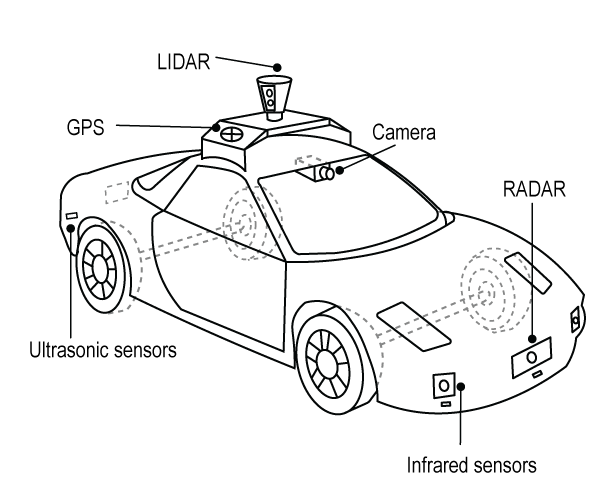 LIDAR
GPS
Camera
RADAR
Ultrasonic sensors
Infrared sensors